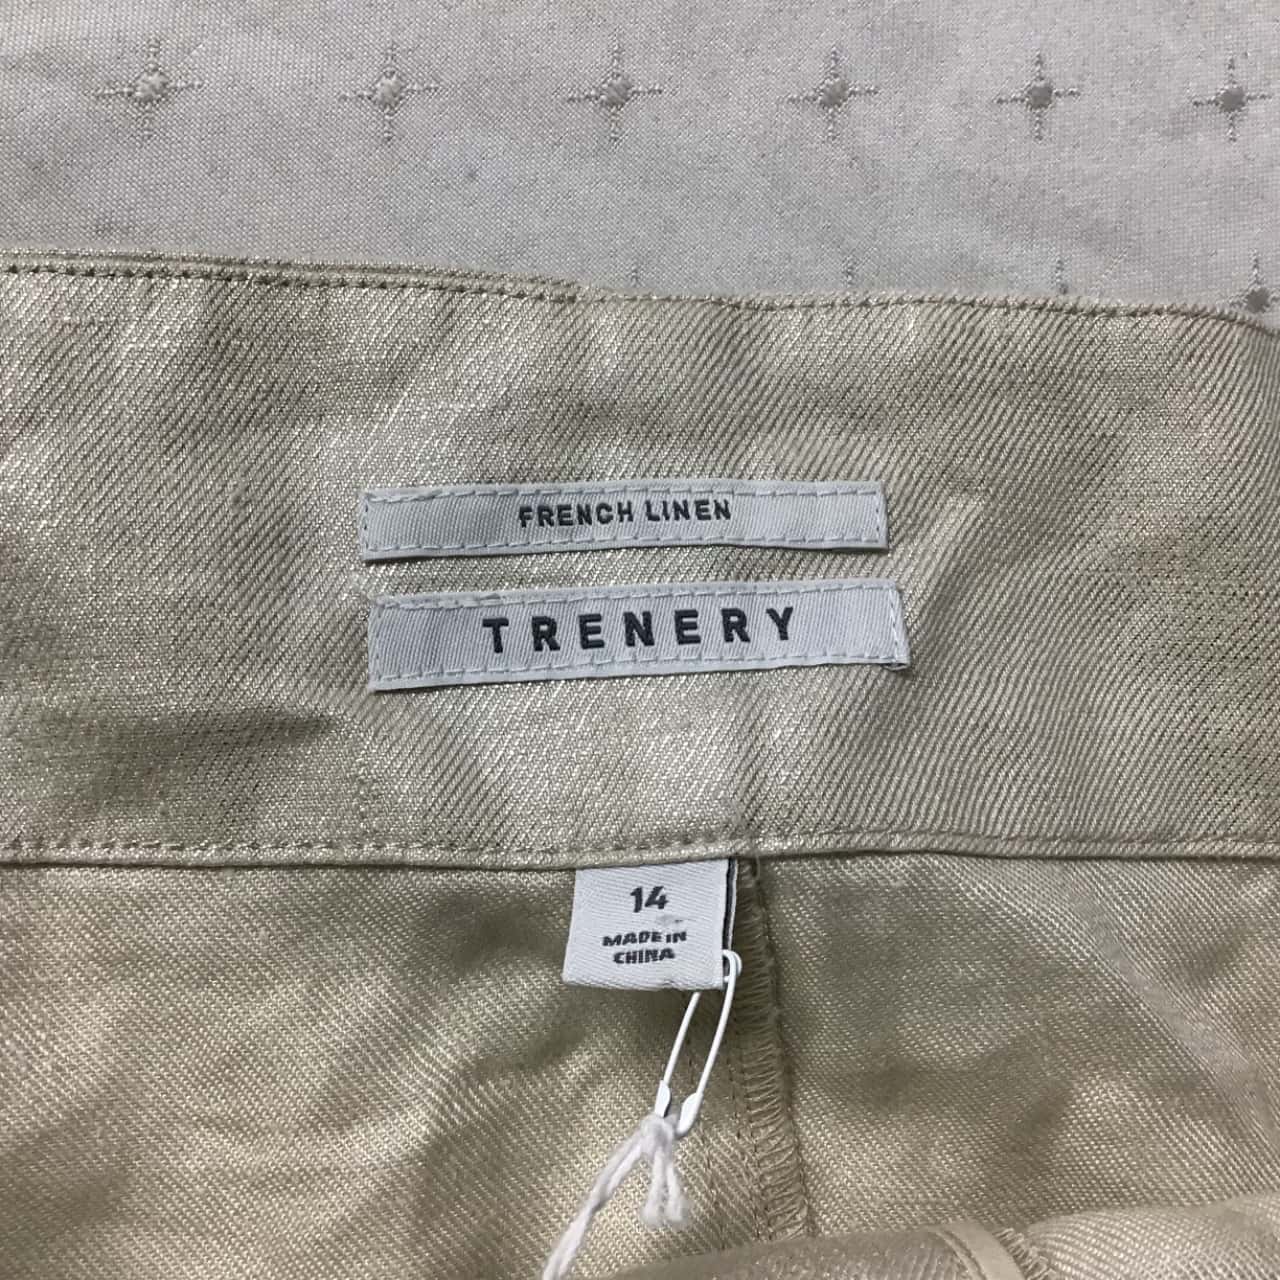 FRENCH LINEN
TRENERY
14
MADE IN
CHINA